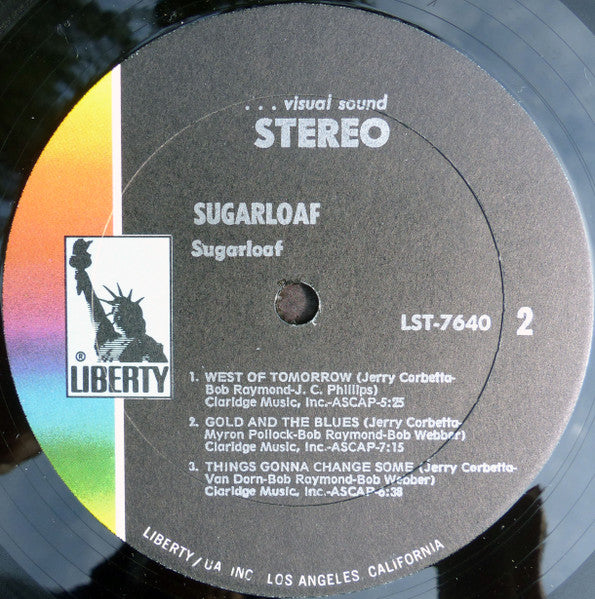 . . . visual sound
STEREO
SUGARLOAF
Sugarloaf
LST-7640 2
® LIBERTY
1. WEST OF TOMORROW (Jerry Corbetta-
Bob Raymond-J. C. Phillips)
Claridge Music, Inc.-ASCAP-5:25
2. GOLD AND THE BLUES (Jerry Corbetta-
Myron Pollock-Bob Raymond-Bob Webber)
Claridge Music, Inc.-ASCAP-7:15
3. THINGS GONNA CHANGE SOME (Jerry Corbetta-
Van Dorn-Bob Raymond-Bob Webber)
Claridge Music, Inc.-ASCAP-6:38
LIBERTY/UA INC. LOS ANGELES, CALIFORNIA